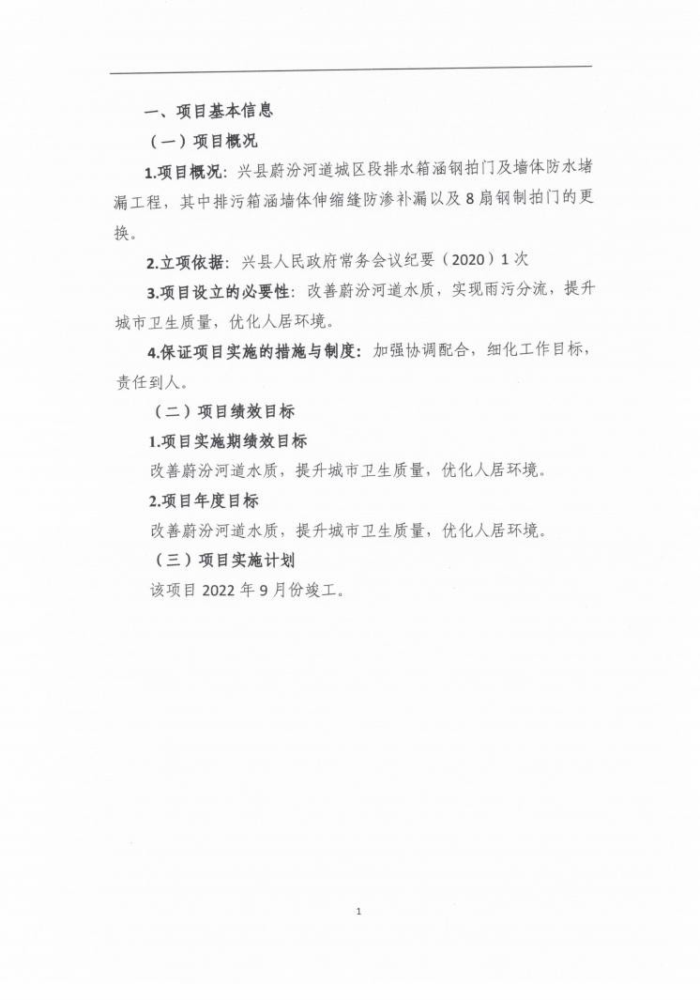 一、项目基本信息
（一）项目概况
1.项目概况：兴县蔚汾河道城区段排水箱涵钢拍门及墙体防水堵
漏工程，其中排污箱涵墙体伸缩缝防渗补漏以及 8 扇钢制拍门的更
换。
2.立项依据：兴县人民政府常务会议纪要（2020）1 次
3.项目设立的必要性：改善蔚汾河道水质，实现雨污分流，提升
城市卫生质量，优化人居环境。
4.保证项目实施的措施与制度：加强协调配合，细化工作目标，
责任到人。
（二）项目绩效目标
1.项目实施期绩效目标
改善蔚汾河道水质，提升城市卫生质量，优化人居环境。
2.项目年度目标
改善蔚汾河道水质，提升城市卫生质量，优化人居环境。
（三）项目实施计划
该项目 2022 年 9 月份竣工。
1